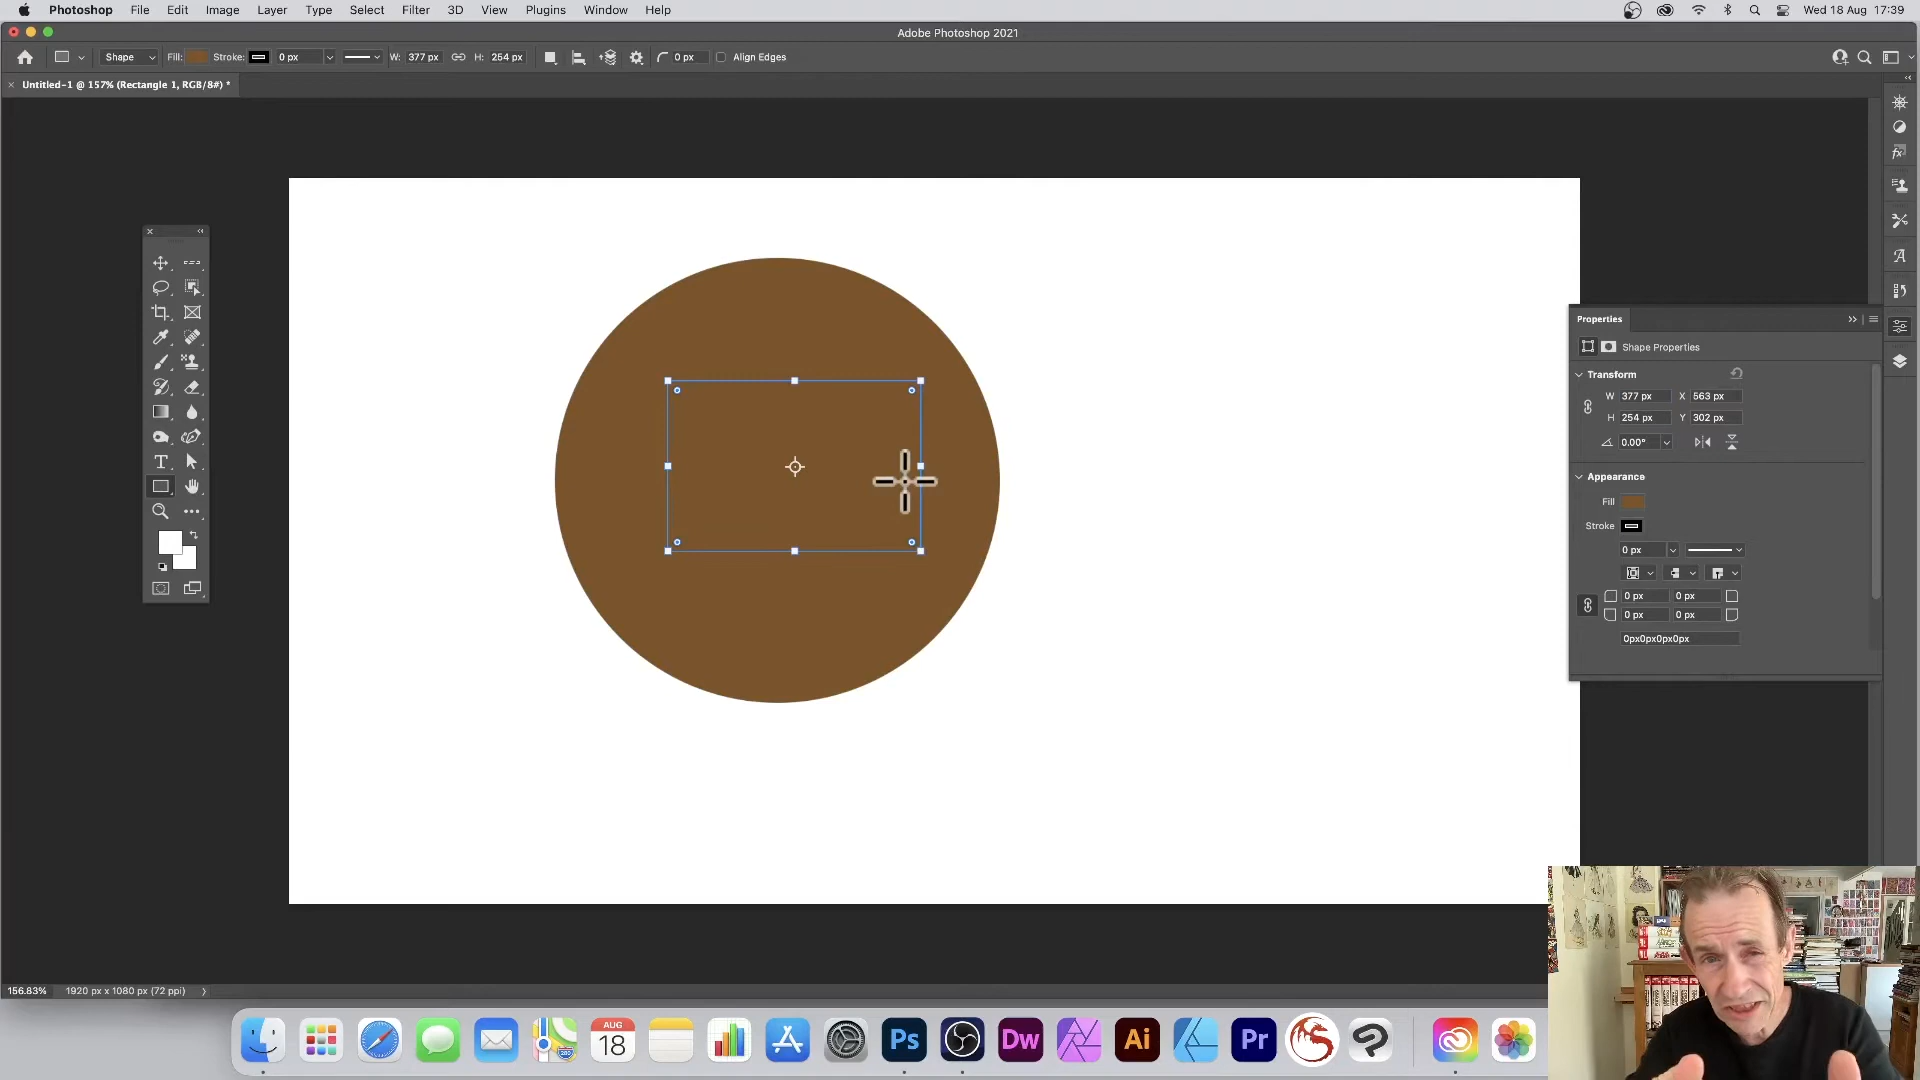 Photoshop File Edit Image Layer Type Select Filter 3D View Plugins Window Help Wed 18 Aug 17:39
Adobe Photoshop 2021
Shape Fill: Stroke: 0 px W: 377 px H: 254 px 0 px Align Edges
Untitled-1 @ 157% (Rectangle 1, RGB/8#) *
Properties
Shape Properties
Transform
W 377 px X 563 px
H 254 px Y 302 px
0.00°
Appearance
Fill
Stroke
0 px
0 px 0 px
0 px 0 px
0px0px0px0px
T
fx
A
156.83% 1920 px x 1080 px (72 ppi)
AUG
18
280
Ps
Dw
Ai
Pr